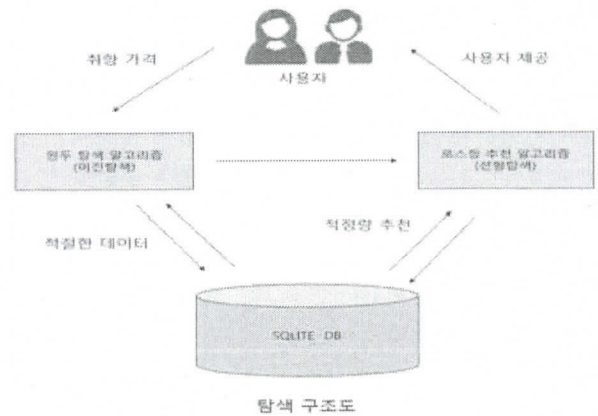 사용자
취향 가격
사용자 제공
원두 탐색 알고리즘
(이진탐색)
로스팅 추천 알고리즘
(선형탐색)
적절한 데이터
적정량 추천
SQLITE DB
탐색 구조도